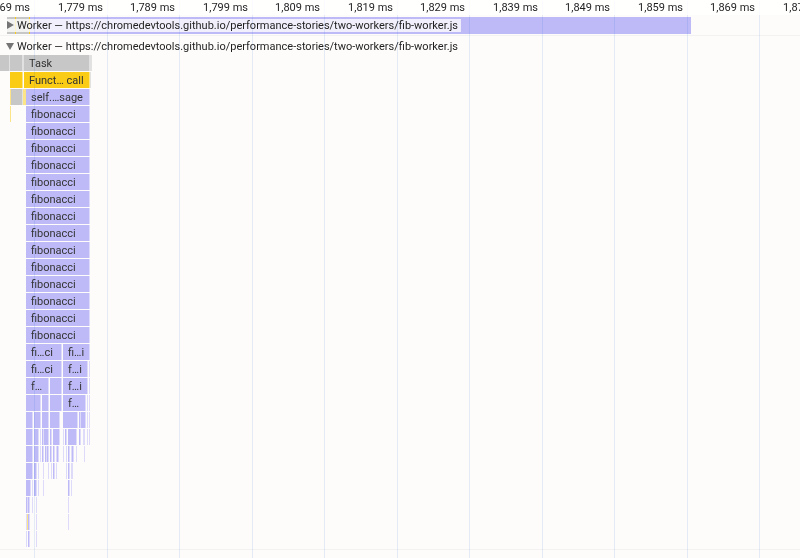 69 ms 1,779 ms 1,789 ms 1,799 ms 1,809 ms 1,819 ms 1,829 ms 1,839 ms 1,849 ms 1,859 ms 1,869 ms 1,87
Worker — https://chromedevtools.github.io/performance-stories/two-workers/fib-worker.js
Worker — https://chromedevtools.github.io/performance-stories/two-workers/fib-worker.js
Task
Funct… call
self.…sage
fibonacci
fibonacci
fibonacci
fibonacci
fibonacci
fibonacci
fibonacci
fibonacci
fibonacci
fibonacci
fibonacci
fibonacci
fibonacci
fibonacci
fi…ci fi…i
fi…ci f…i
f… f…i
f…